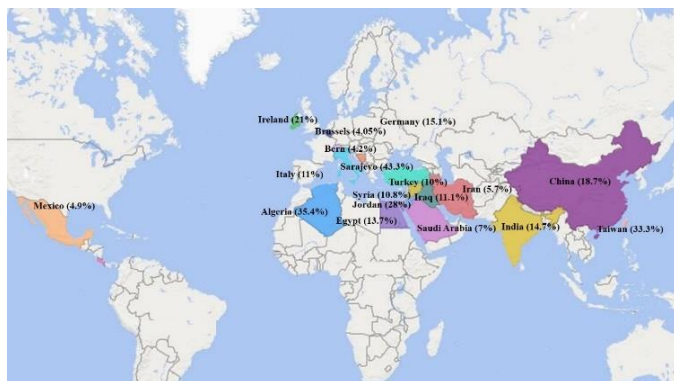 Ireland (21%)
Germany (15.1%)
Brussels (4.05%)
Bern (4.2%)
Sarajevo (43.3%)
Italy (11%)
Turkey (10%)
Iran (5.7%)
China (18.7%)
Syria (10.8%)
Iraq (11.1%)
Mexico (4.9%)
Jordan (28%)
Algeria (35.4%)
Egypt (13.7%)
Saudi Arabia (7%)
India (14.7%)
Taiwan (33.3%)